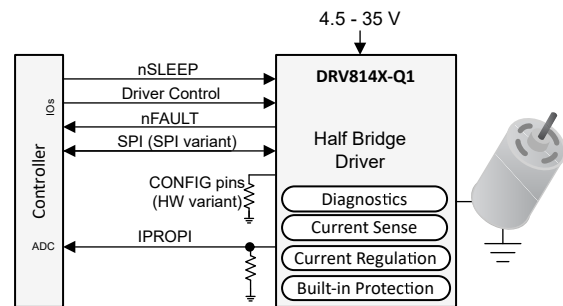 4.5 - 35 V
DRV814X-Q1
nSLEEP
Driver Control
IOs
nFAULT
SPI (SPI variant)
Half Bridge
Driver
Controller
CONFIG pins
(HW variant)
Diagnostics
Current Sense
ADC
IPROPI
Current Regulation
Built-in Protection